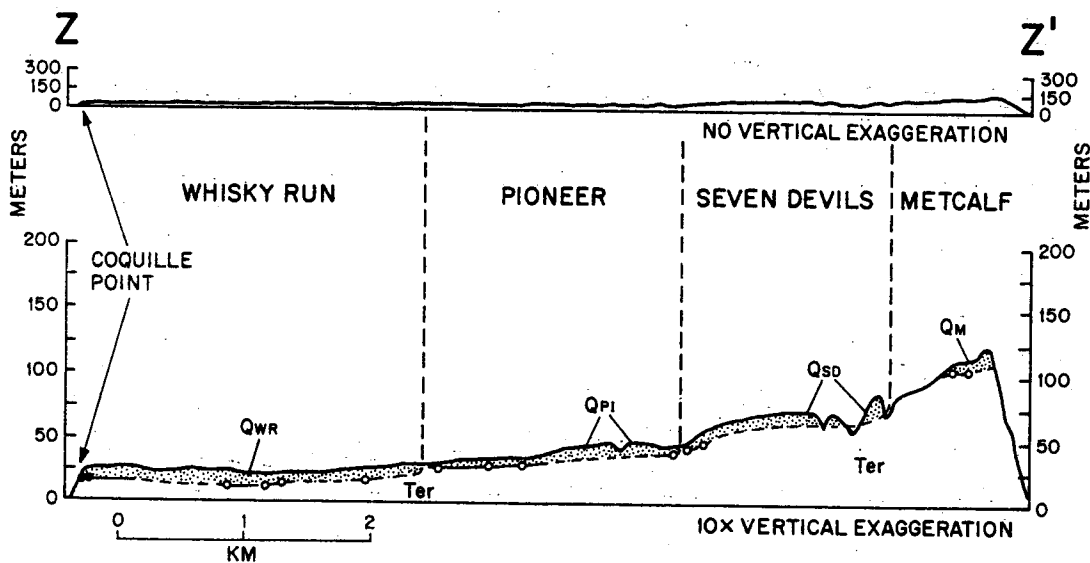 Z
Z'
300
150
0
300
150
0
NO VERTICAL EXAGGERATION
METERS
METERS
WHISKY RUN
PIONEER
SEVEN DEVILS
METCALF
COQUILLE
POINT
200
150
100
50
0
200
150
100
50
0
QWR
QPI
QSD
QM
Ter
Ter
0 1 2
KM
10X VERTICAL EXAGGERATION